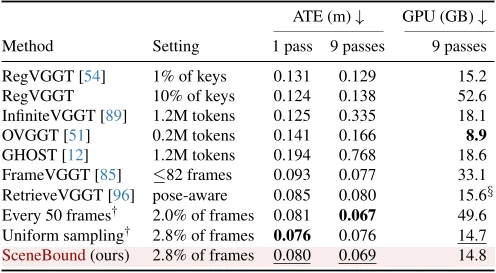 ATE (m) ↓ GPU (GB) ↓
Method Setting 1 pass 9 passes 9 passes
RegVGGT [54] 1% of keys 0.131 0.129 15.2
RegVGGT 10% of keys 0.124 0.138 52.6
InfiniteVGGT [89] 1.2M tokens 0.125 0.335 18.1
OVGGT [51] 0.2M tokens 0.141 0.166 8.9
GHOST [12] 1.2M tokens 0.194 0.768 18.6
FrameVGGT [85] ≤82 frames 0.093 0.077 33.1
RetrieveVGGT [96] pose-aware 0.085 0.080 15.6§
Every 50 frames† 2.0% of frames 0.081 0.067 49.6
Uniform sampling† 2.8% of frames 0.076 0.076 14.7
SceneBound (ours) 2.8% of frames 0.080 0.069 14.8